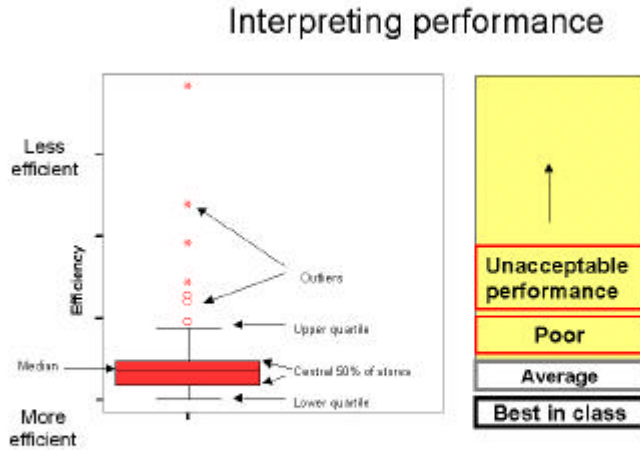 Interpreting performance
Less
efficient
Efficiency
Outliers
Upper quartile
Median
Central 50% of stores
Lower quartile
More
efficient
Unacceptable
performance
Poor
Average
Best in class